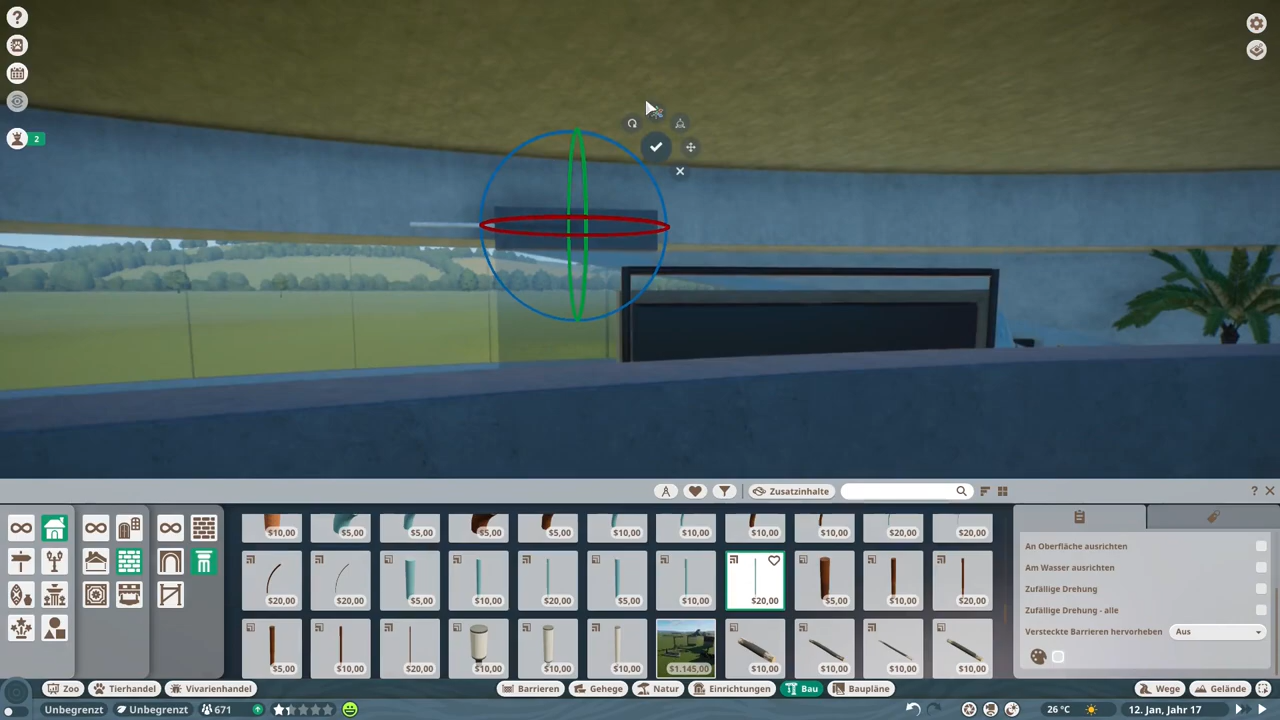 2
Zusatzinhalte
$10,00 $5,00 $5,00 $5,00 $5,00 $10,00 $10,00 $10,00 $10,00 $20,00 $20,00
An Oberfläche ausrichten
Am Wasser ausrichten
Zufällige Drehung
$20,00 $20,00 $5,00 $10,00 $20,00 $5,00 $10,00 $20,00 $5,00 $10,00 $20,00
Zufällige Drehung - alle
Versteckte Barrieren hervorheben Aus
$5,00 $10,00 $20,00 $10,00 $10,00 $10,00 $1.145,00 $10,00 $10,00 $10,00 $10,00
Zoo Tierhandel Vivarienhandel Barrieren Gehege Natur Einrichtungen Bau Baupläne Wege Gelände
Unbegrenzt Unbegrenzt 671 26 °C 12. Jan, Jahr 17